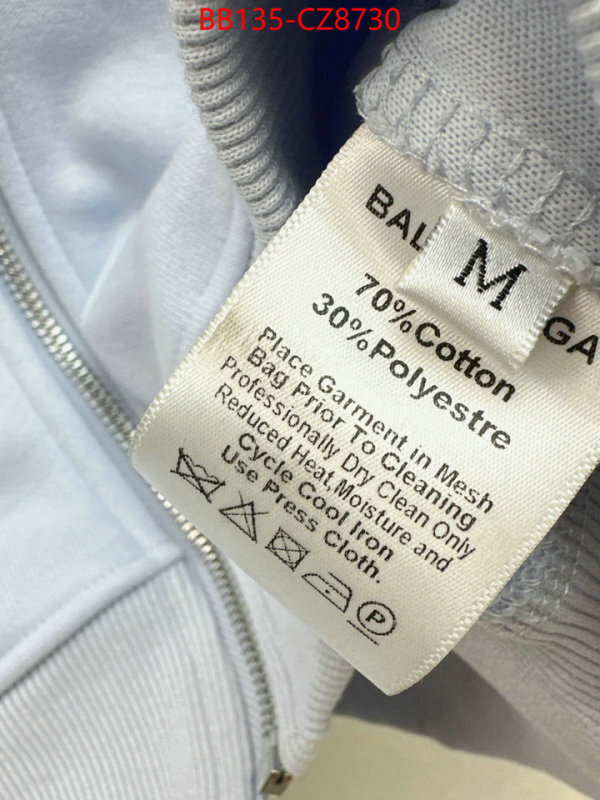 BB135-CZ8730
BAL GA
M
70%Cotton
30%Polyestre
Place Garment in Mesh
Bag Prior To Cleaning
Professionally Dry Clean Only
Reduced Heat,Moisture and
Cycle Cool Iron
Use Press Cloth.
P